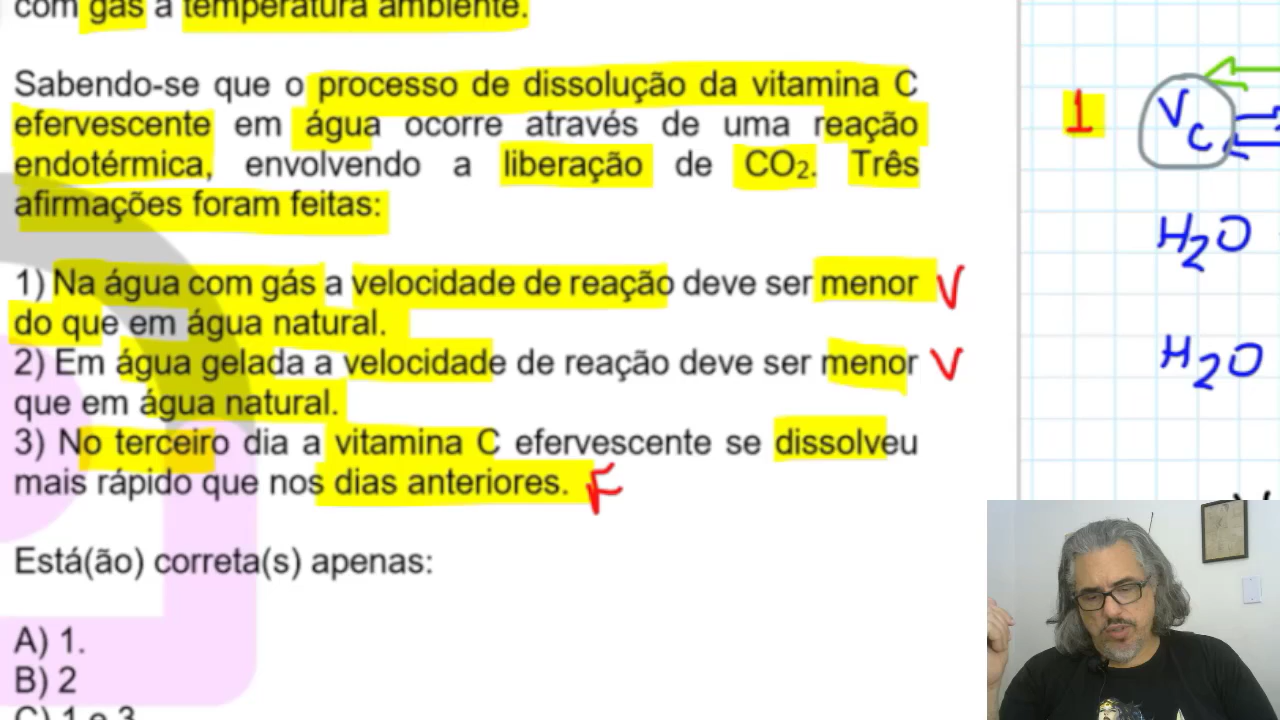 com gás à temperatura ambiente.
Sabendo-se que o processo de dissolução da vitamina C
efervescente em água ocorre através de uma reação
endotérmica, envolvendo a liberação de CO₂. Três
afirmações foram feitas:
1) Na água com gás a velocidade de reação deve ser menor V
do que em água natural.
2) Em água gelada a velocidade de reação deve ser menor V
que em água natural.
3) No terceiro dia a vitamina C efervescente se dissolveu
mais rápido que nos dias anteriores. F
Está(ão) correta(s) apenas:
A) 1.
B) 2
C) 1 e 3
1 VC
H₂O
H₂O